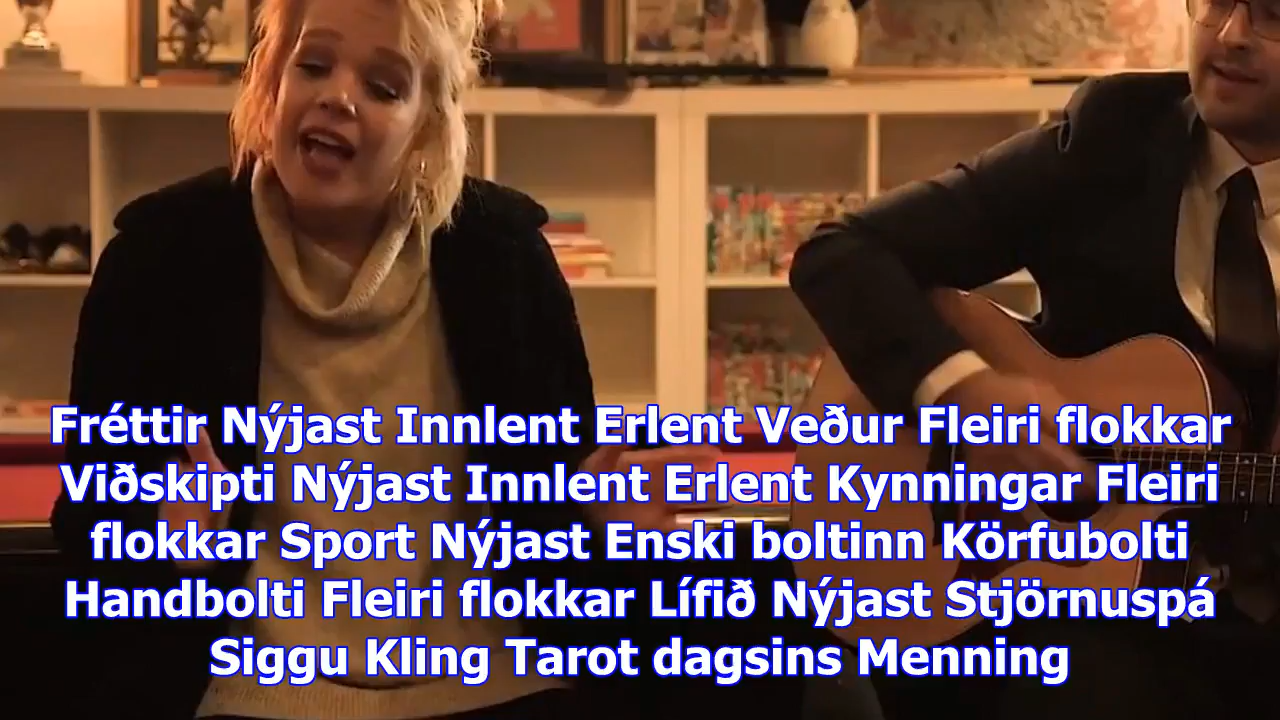 Fréttir Nýjast Innlent Erlent Veður Fleiri flokkar
Viðskipti Nýjast Innlent Erlent Kynningar Fleiri
flokkar Sport Nýjast Enski boltinn Körfubolti
Handbolti Fleiri flokkar Lífið Nýjast Stjörnuspá
Siggu Kling Tarot dagsins Menning